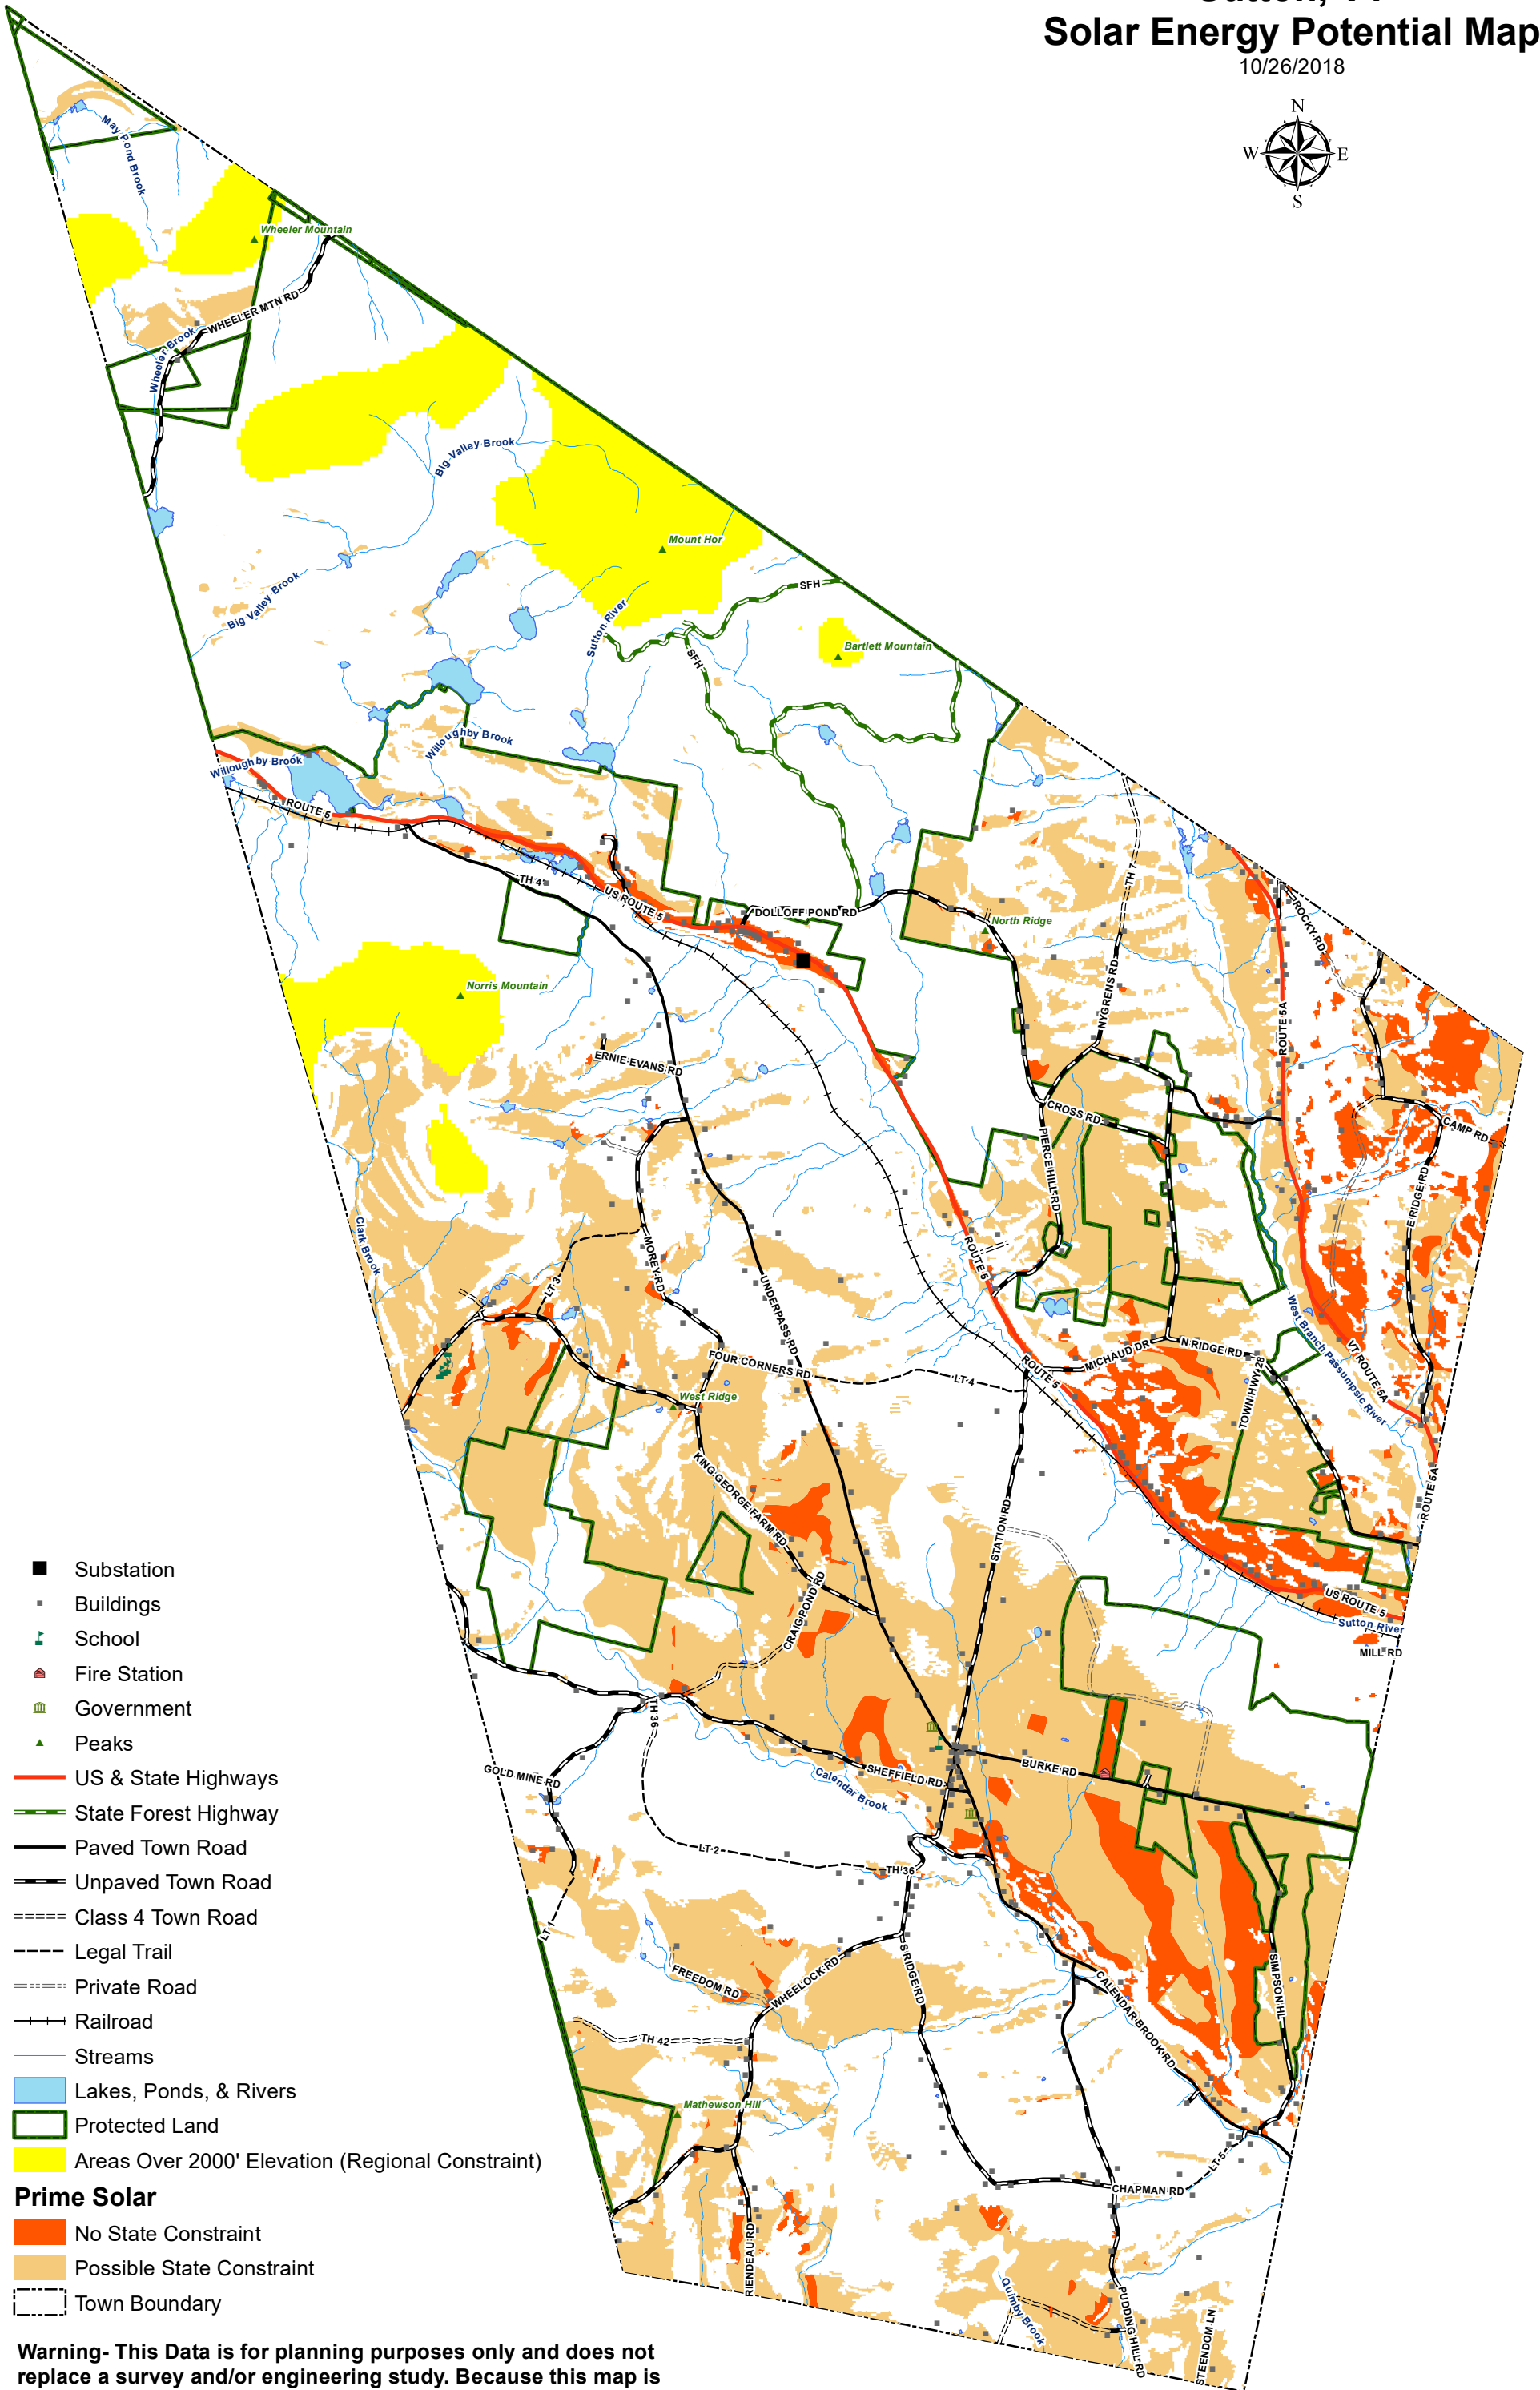 Solar Energy Potential Map
10/26/2018
N
W E
S
May Pond Brook
Wheeler Mountain
WHEELER MTN RD
Wheeler Brook
Big Valley Brook
Mount Hor
SFH
Big Valley Brook
Sutton River
Bartlett Mountain
SFH
Willoughby Brook
Willoughby Brook
ROUTE 5
TH 7
TH 4
US ROUTE 5
DOLLOFF POND RD
North Ridge
ROCKY RD
Norris Mountain
NYGRENS RD
ROUTE 5A
ERNIE EVANS RD
CROSS RD
CAMP RD
PIERCE HILL RD
E RIDGE RD
Clark Brook
MOREY RD
ROUTE 5
LT 3
UNDERPASS RD
West Branch Passumpsic River
FOUR CORNERS RD
MICHAUD DR
N RIDGE RD
VT ROUTE 5A
ROUTE 5
LT 4
TOWN HWY 28
West Ridge
KING GEORGE FARM RD
ROUTE 5A
STATION RD
CRAIG POND RD
US ROUTE 5
Sutton River
MILL RD
TH 36
GOLD MINE RD
SHEFFIELD RD
BURKE RD
Calendar Brook
LT 2
TH 36
LT 1
S RIDGE RD
FREEDOM RD
WHEELOCK RD
SIMPSON HL
CALENDAR BROOK RD
TH 42
Mathewson Hill
LT 5
CHAPMAN RD
RIENDEAU RD
Quimby Brook
PUDDING HILL RD
STEENDOM LN
Substation
Buildings
School
Fire Station
Government
Peaks
US & State Highways
State Forest Highway
Paved Town Road
Unpaved Town Road
Class 4 Town Road
Legal Trail
Private Road
Railroad
Streams
Lakes, Ponds, & Rivers
Protected Land
Areas Over 2000' Elevation (Regional Constraint)
Prime Solar
No State Constraint
Possible State Constraint
Town Boundary
Warning- This Data is for planning purposes only and does not
replace a survey and/or engineering study. Because this map is